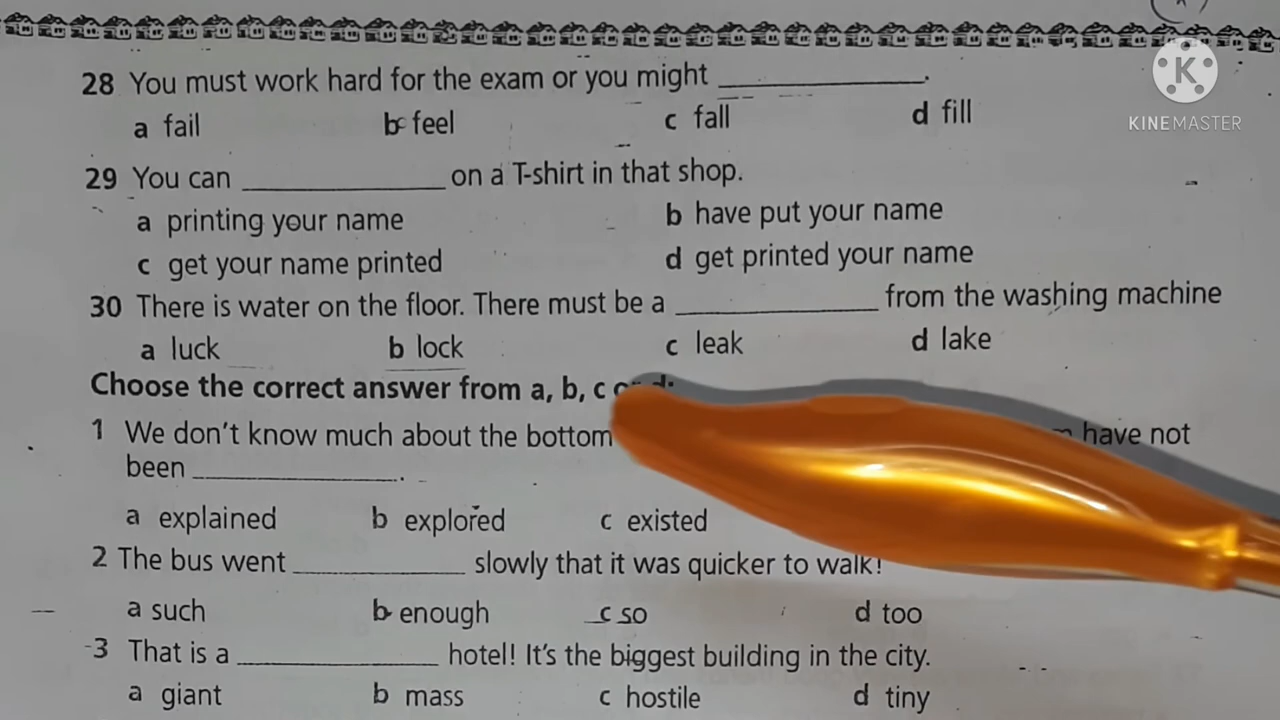 K
KINEMASTER
28 You must work hard for the exam or you might ____________.
a fail b feel c fall d fill
29 You can ____________ on a T-shirt in that shop.
a printing your name b have put your name
c get your name printed d get printed your name
30 There is water on the floor. There must be a ____________ from the washing machine
a luck b lock c leak d lake
Choose the correct answer from a, b, c or d:
1 We don't know much about the bottom have not
been ____________.
a explained b explored c existed
2 The bus went ____________ slowly that it was quicker to walk!
a such b enough c so d too
3 That is a ____________ hotel! It's the biggest building in the city.
a giant b mass c hostile d tiny